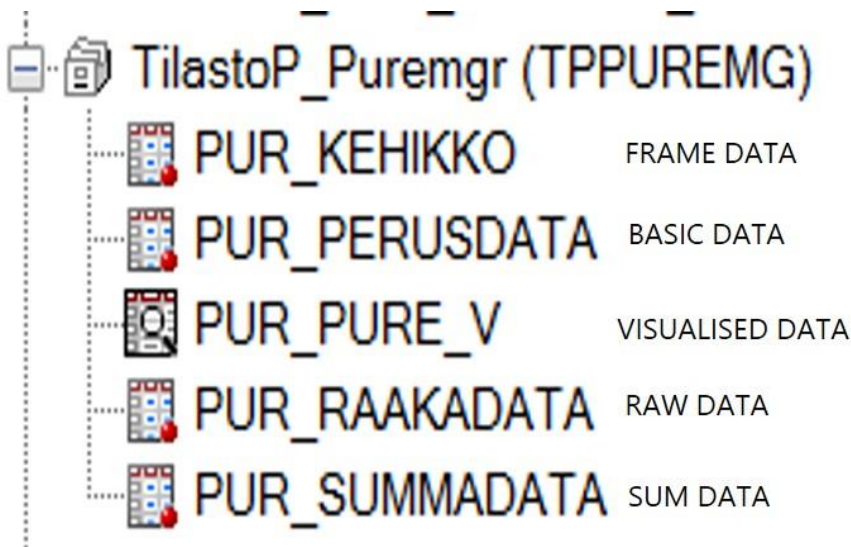 TilastoP_Puremgr (TPPUREMG)
PUR_KEHIKKO FRAME DATA
PUR_PERUSDATA BASIC DATA
PUR_PURE_V VISUALISED DATA
PUR_RAAKADATA RAW DATA
PUR_SUMMADATA SUM DATA